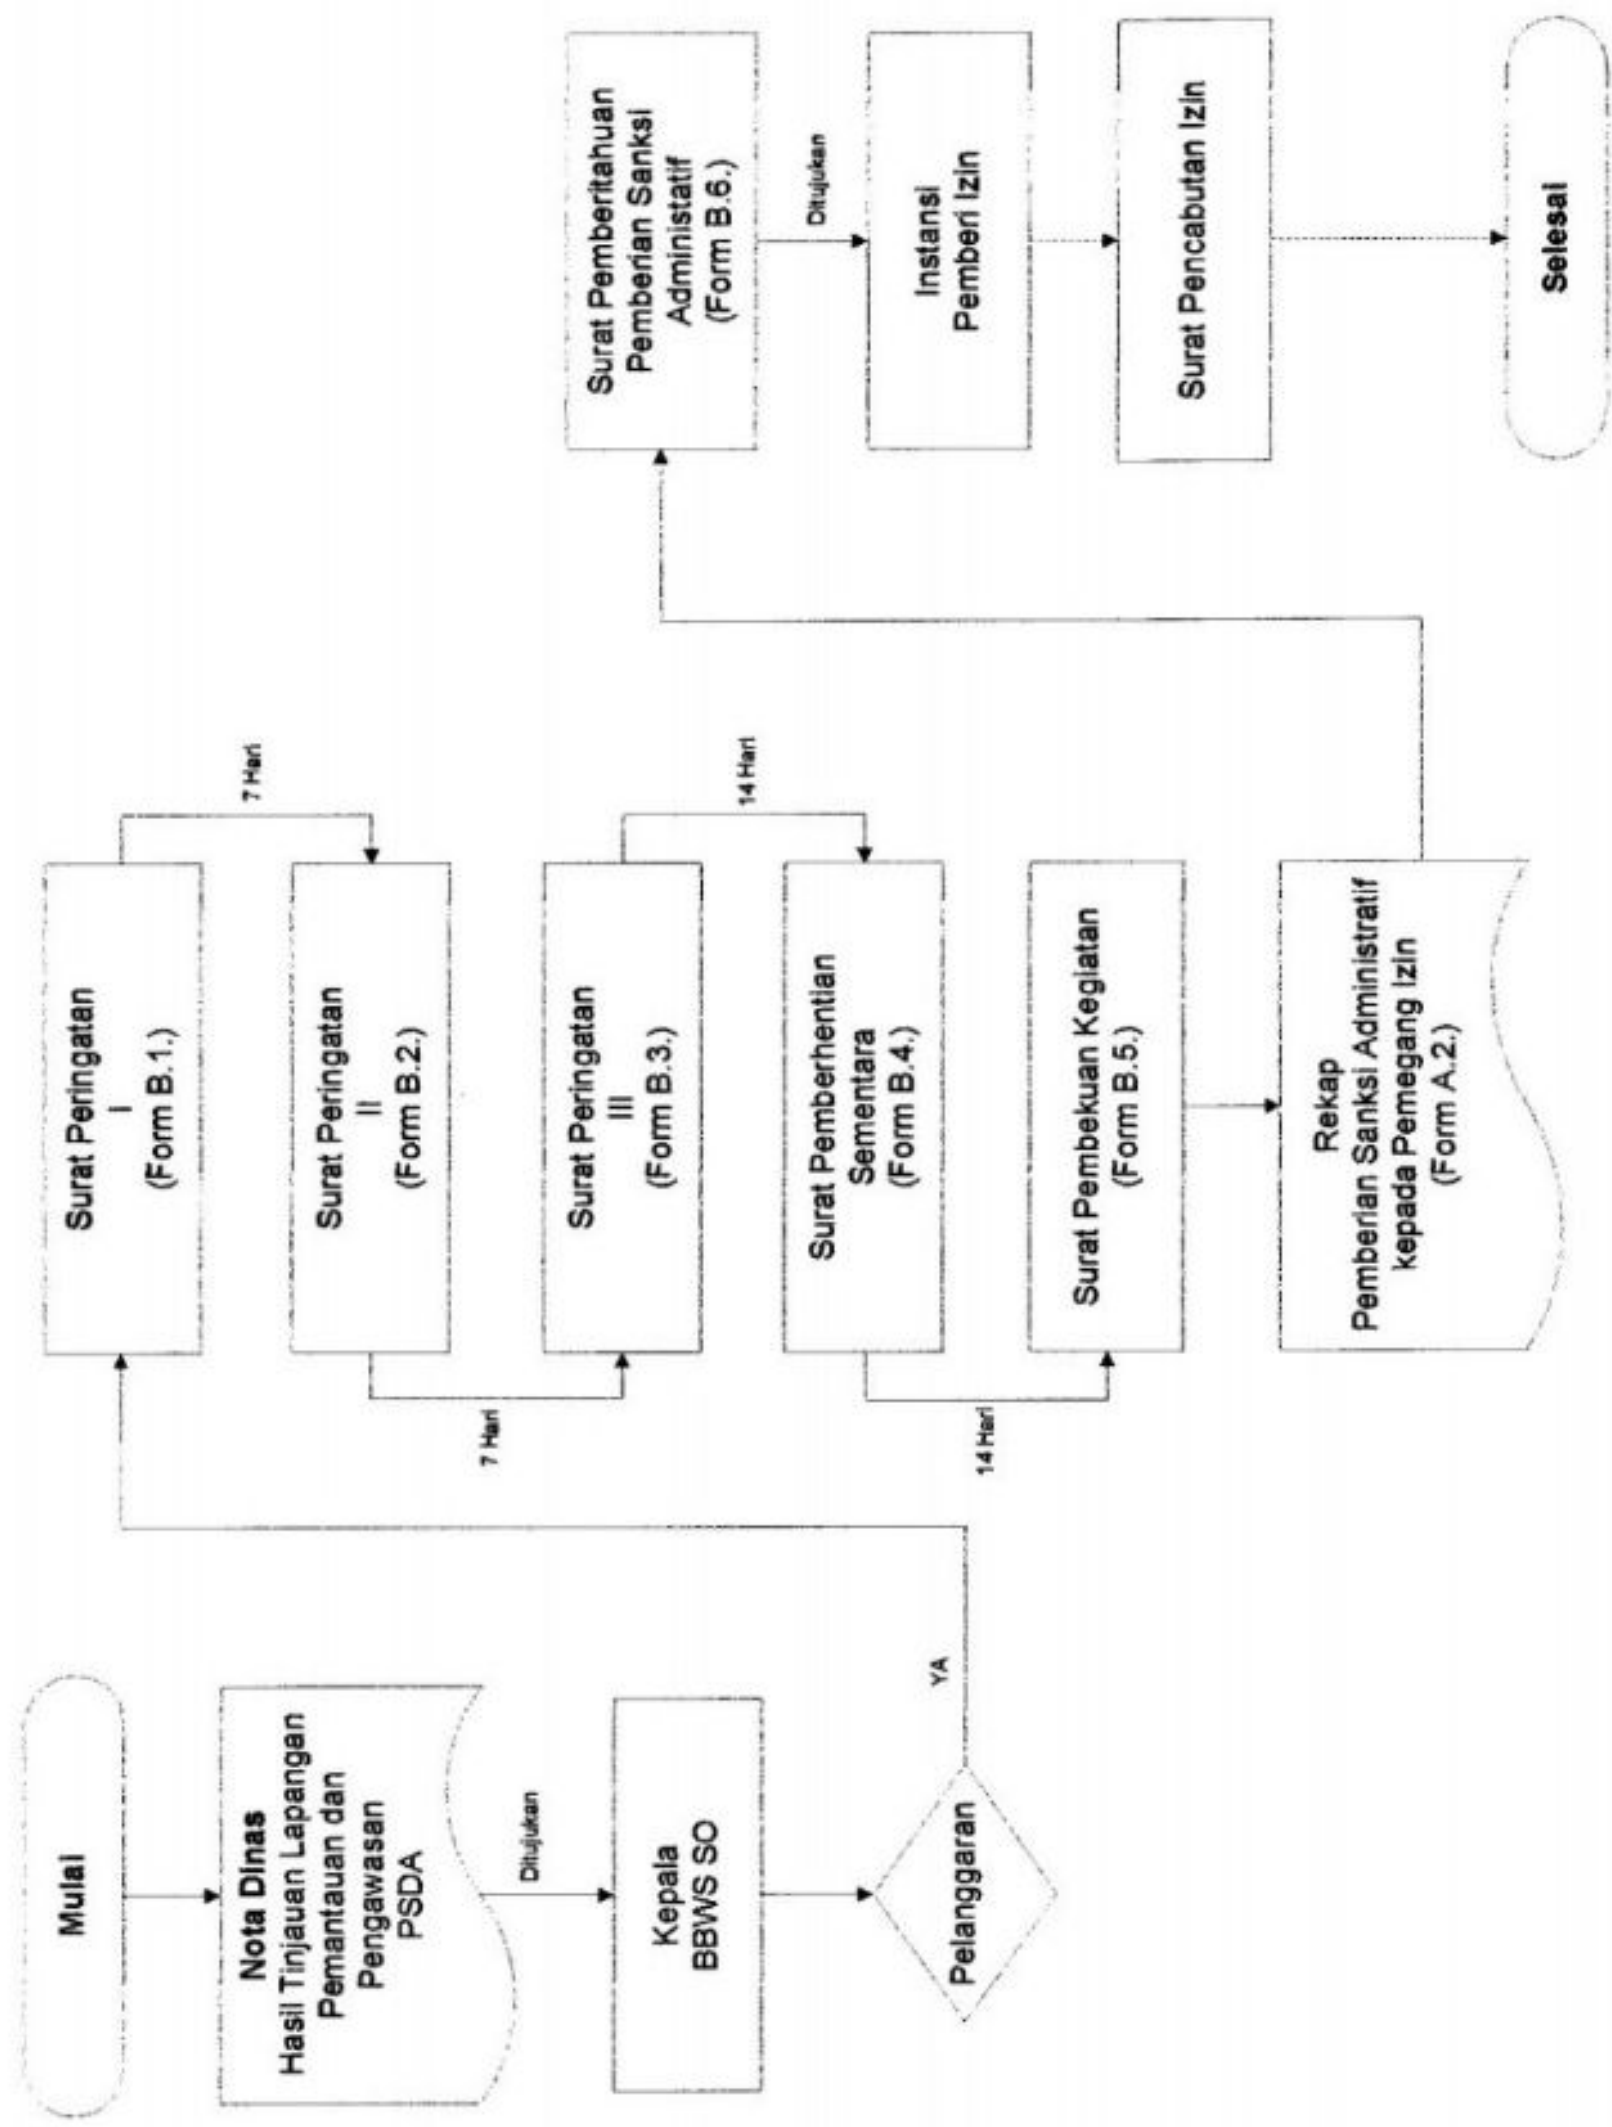 Mulai
Nota Dinas
Hasil Tinjauan Lapangan
Pemantauan dan
Pengawasan
PSDA
Ditujukan
Kepala
BBWS SO
Pelanggaran
YA
Surat Peringatan
I
(Form B.1.)
7 Hari
Surat Peringatan
II
(Form B.2.)
7 Hari
Surat Peringatan
III
(Form B.3.)
14 Hari
Surat Pemberhentian
Sementara
(Form B.4.)
14 Hari
Surat Pembekuan Kegiatan
(Form B.5.)
Rekap
Pemberian Sanksi Administratif
kepada Pemegang Izin
(Form A.2.)
Surat Pemberitahuan
Pemberian Sanksi
Administatif
(Form B.6.)
Ditujukan
Instansi
Pemberi Izin
Surat Pencabutan Izin
Selesai